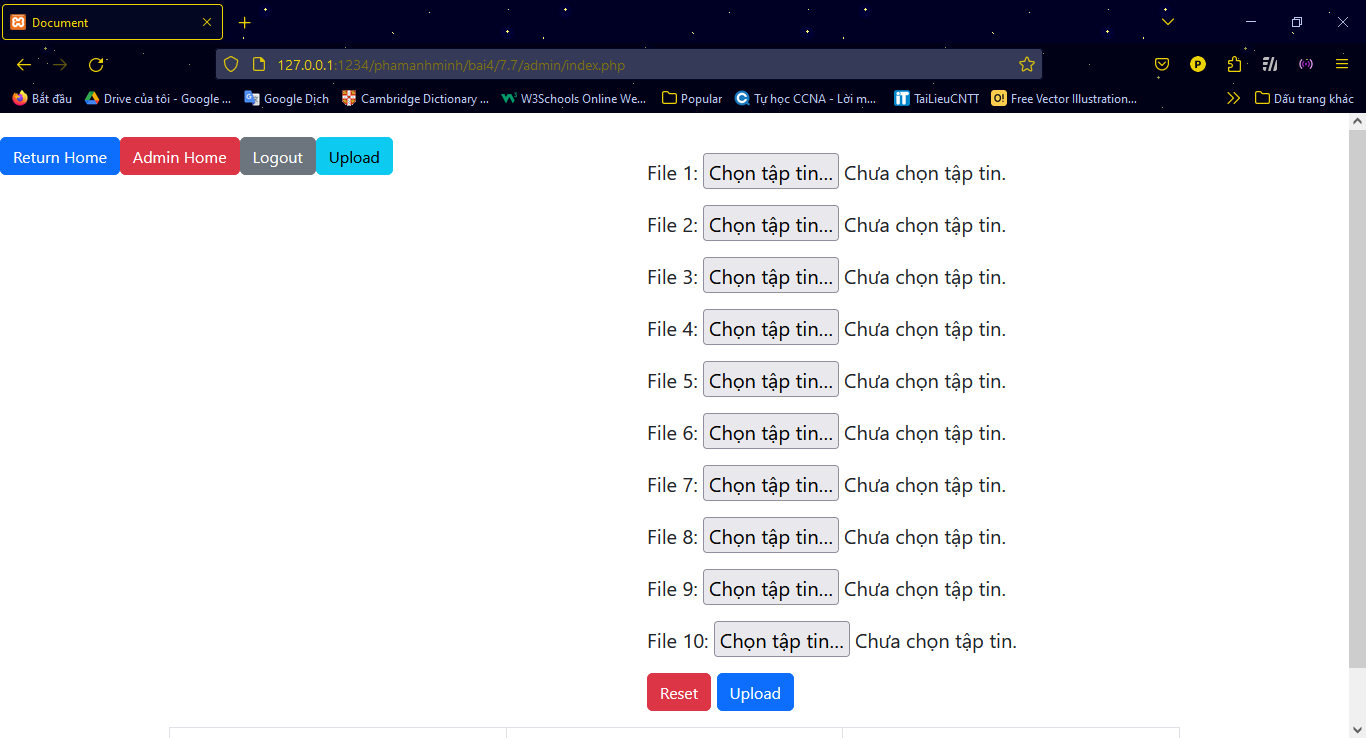 Document
127.0.0.1:1234/phamanhminh/bai4/7.7/admin/index.php
P
Bắt đầu Drive của tôi - Google ... Google Dịch Cambridge Dictionary ... W3Schools Online We... Popular Tự học CCNA - Lời m... iT TaiLieuCNTT O! Free Vector Illustration... Dấu trang khác
Return Home Admin Home Logout Upload
File 1: Chọn tập tin... Chưa chọn tập tin.
File 2: Chọn tập tin... Chưa chọn tập tin.
File 3: Chọn tập tin... Chưa chọn tập tin.
File 4: Chọn tập tin... Chưa chọn tập tin.
File 5: Chọn tập tin... Chưa chọn tập tin.
File 6: Chọn tập tin... Chưa chọn tập tin.
File 7: Chọn tập tin... Chưa chọn tập tin.
File 8: Chọn tập tin... Chưa chọn tập tin.
File 9: Chọn tập tin... Chưa chọn tập tin.
File 10: Chọn tập tin... Chưa chọn tập tin.
Reset Upload